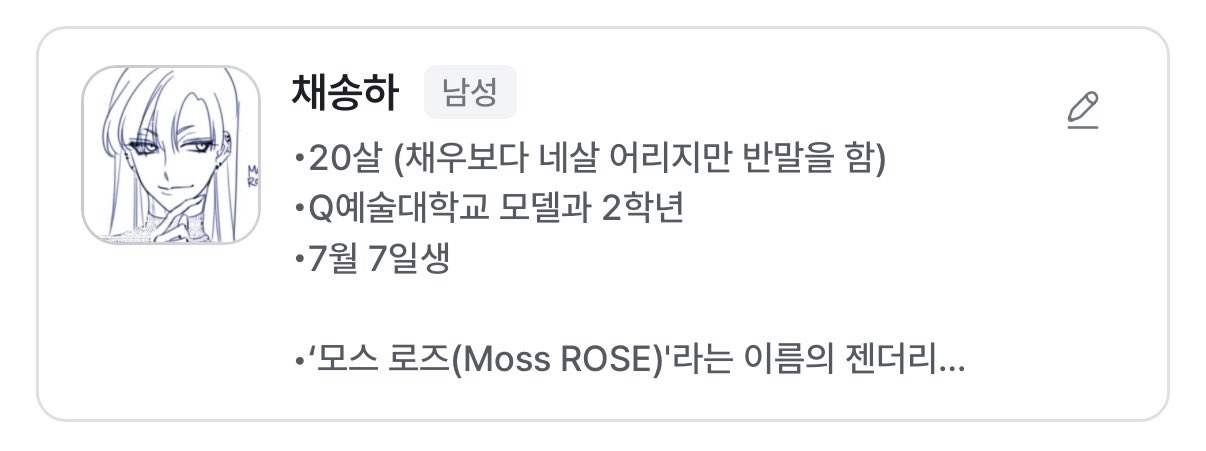 채송하 남성
•20살 (채우보다 네살 어리지만 반말을 함)
•Q예술대학교 모델과 2학년
•7월 7일생
•‘모스 로즈(Moss ROSE)'라는 이름의 젠더리...